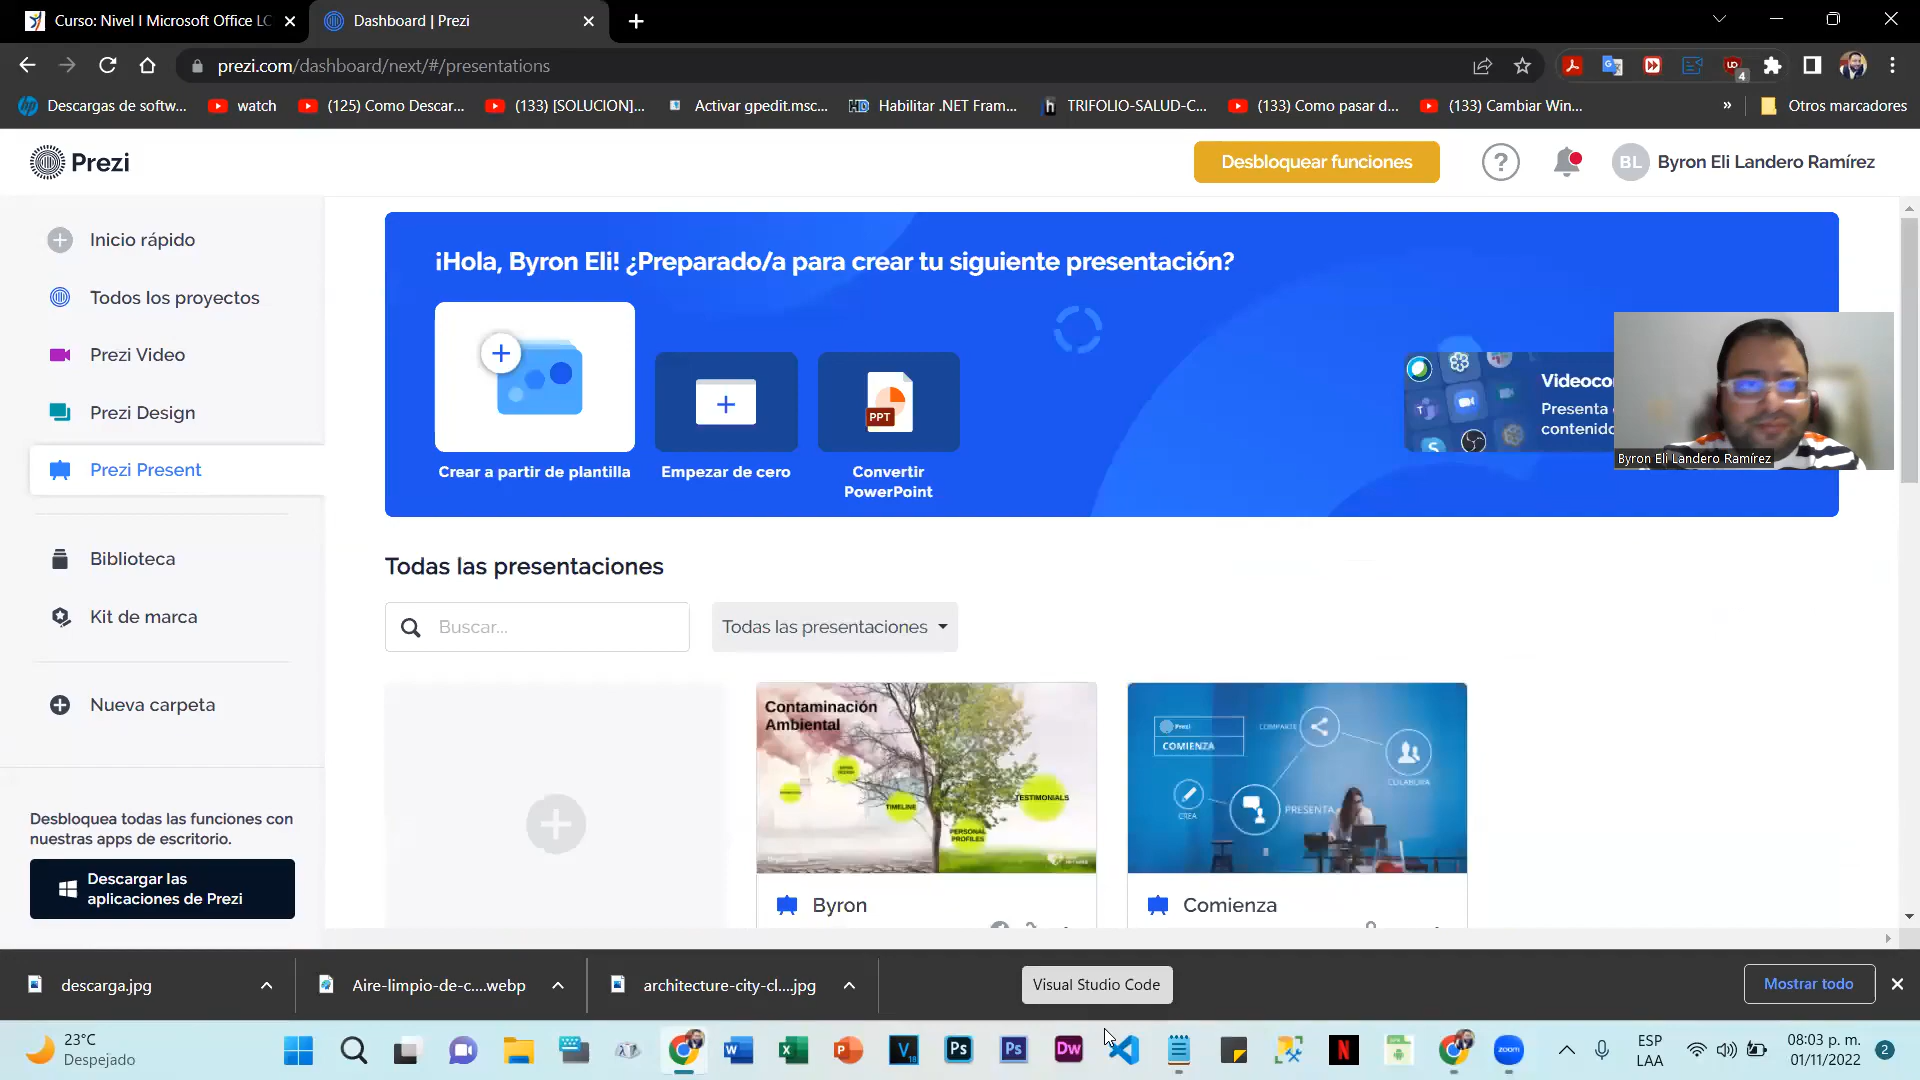 Curso: Nivel I Microsoft Office LC
Dashboard | Prezi
prezi.com/dashboard/next/#/presentations
4
Descargas de softw...
watch
(125) Como Descar...
(133) [SOLUCION]...
Activar gpedit.msc...
Habilitar .NET Fram...
TRIFOLIO-SALUD-C...
(133) Como pasar d...
(133) Cambiar Win...
»
Otros marcadores
Prezi
Desbloquear funciones
?
BL
Byron Eli Landero Ramírez
Inicio rápido
Todos los proyectos
Prezi Video
Prezi Design
Prezi Present
Biblioteca
Kit de marca
Nueva carpeta
Desbloquea todas las funciones con
nuestras apps de escritorio.
Descargar las
aplicaciones de Prezi
¡Hola, Byron Eli! ¿Preparado/a para crear tu siguiente presentación?
PPT
Crear a partir de plantilla
Empezar de cero
Convertir
PowerPoint
Videoco
Presenta
contenido
Byron Eli Landero Ramírez
Todas las presentaciones
Buscar...
Todas las presentaciones
Contaminación
Ambiental
TIMELINE
TESTIMONIALS
PERSONAL
PROFILES
Byron
Prezi
COMIENZA
COMPARTE
COLABORA
CREA
PRESENTA
Comienza
descarga.jpg
Aire-limpio-de-c....webp
architecture-city-cl....jpg
Visual Studio Code
Mostrar todo
23°C
Despejado
Ps
Ps
Dw
N
zoom
ESP
LAA
08:03 p. m.
01/11/2022
2